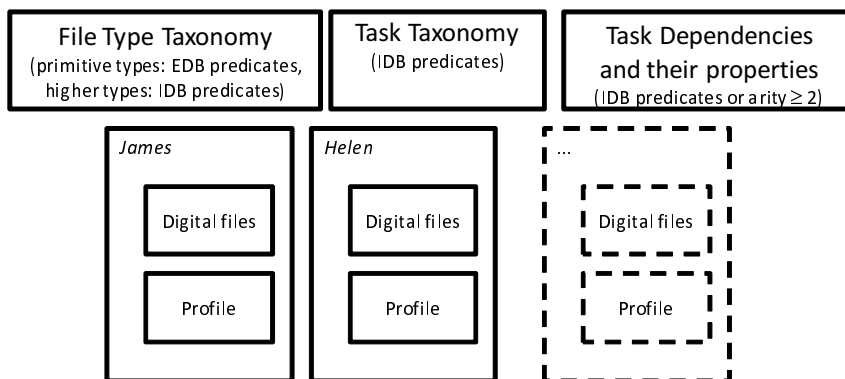 File Type Taxonomy
(primitive types: EDB predicates,
higher types: IDB predicates)
Task Taxonomy
(IDB predicates)
Task Dependencies
and their properties
(IDB predicates or arity ≥ 2)
James
Digital files
Profile
Helen
Digital files
Profile
...
Digital files
Profile